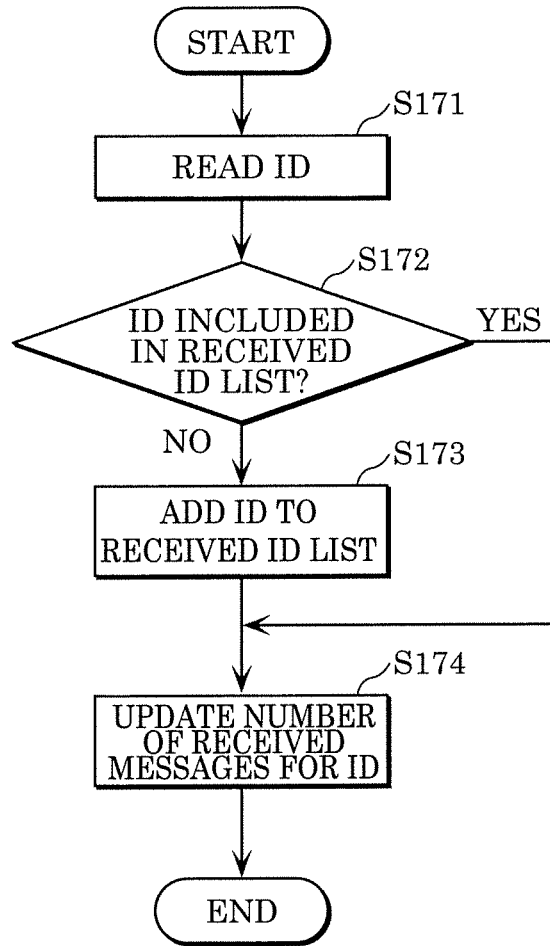 START
S171
READ ID
S172
ID INCLUDED
IN RECEIVED
ID LIST?
YES
NO
S173
ADD ID TO
RECEIVED ID LIST
S174
UPDATE NUMBER
OF RECEIVED
MESSAGES FOR ID
END